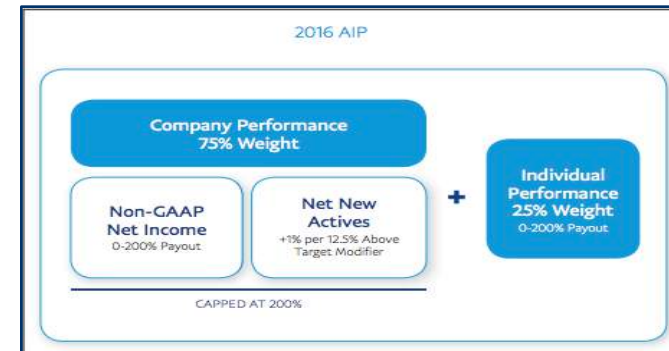 2016 AIP
Company Performance
75% Weight
Non-GAAP
Net Income
0-200% Payout
Net New
Actives
+1% per 12.5% Above
Target Modifier
CAPPED AT 200%
+
Individual
Performance
25% Weight
0-200% Payout